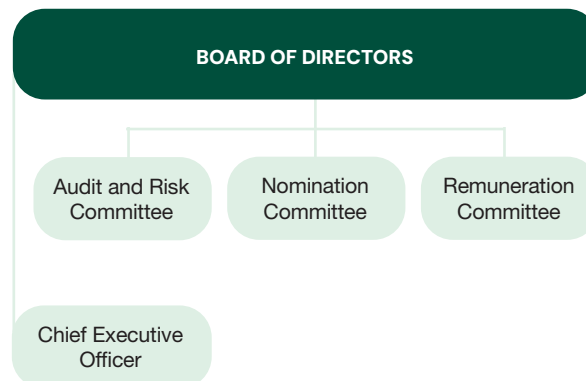 BOARD OF DIRECTORS
Audit and Risk
Committee
Nomination
Committee
Remuneration
Committee
Chief Executive
Officer